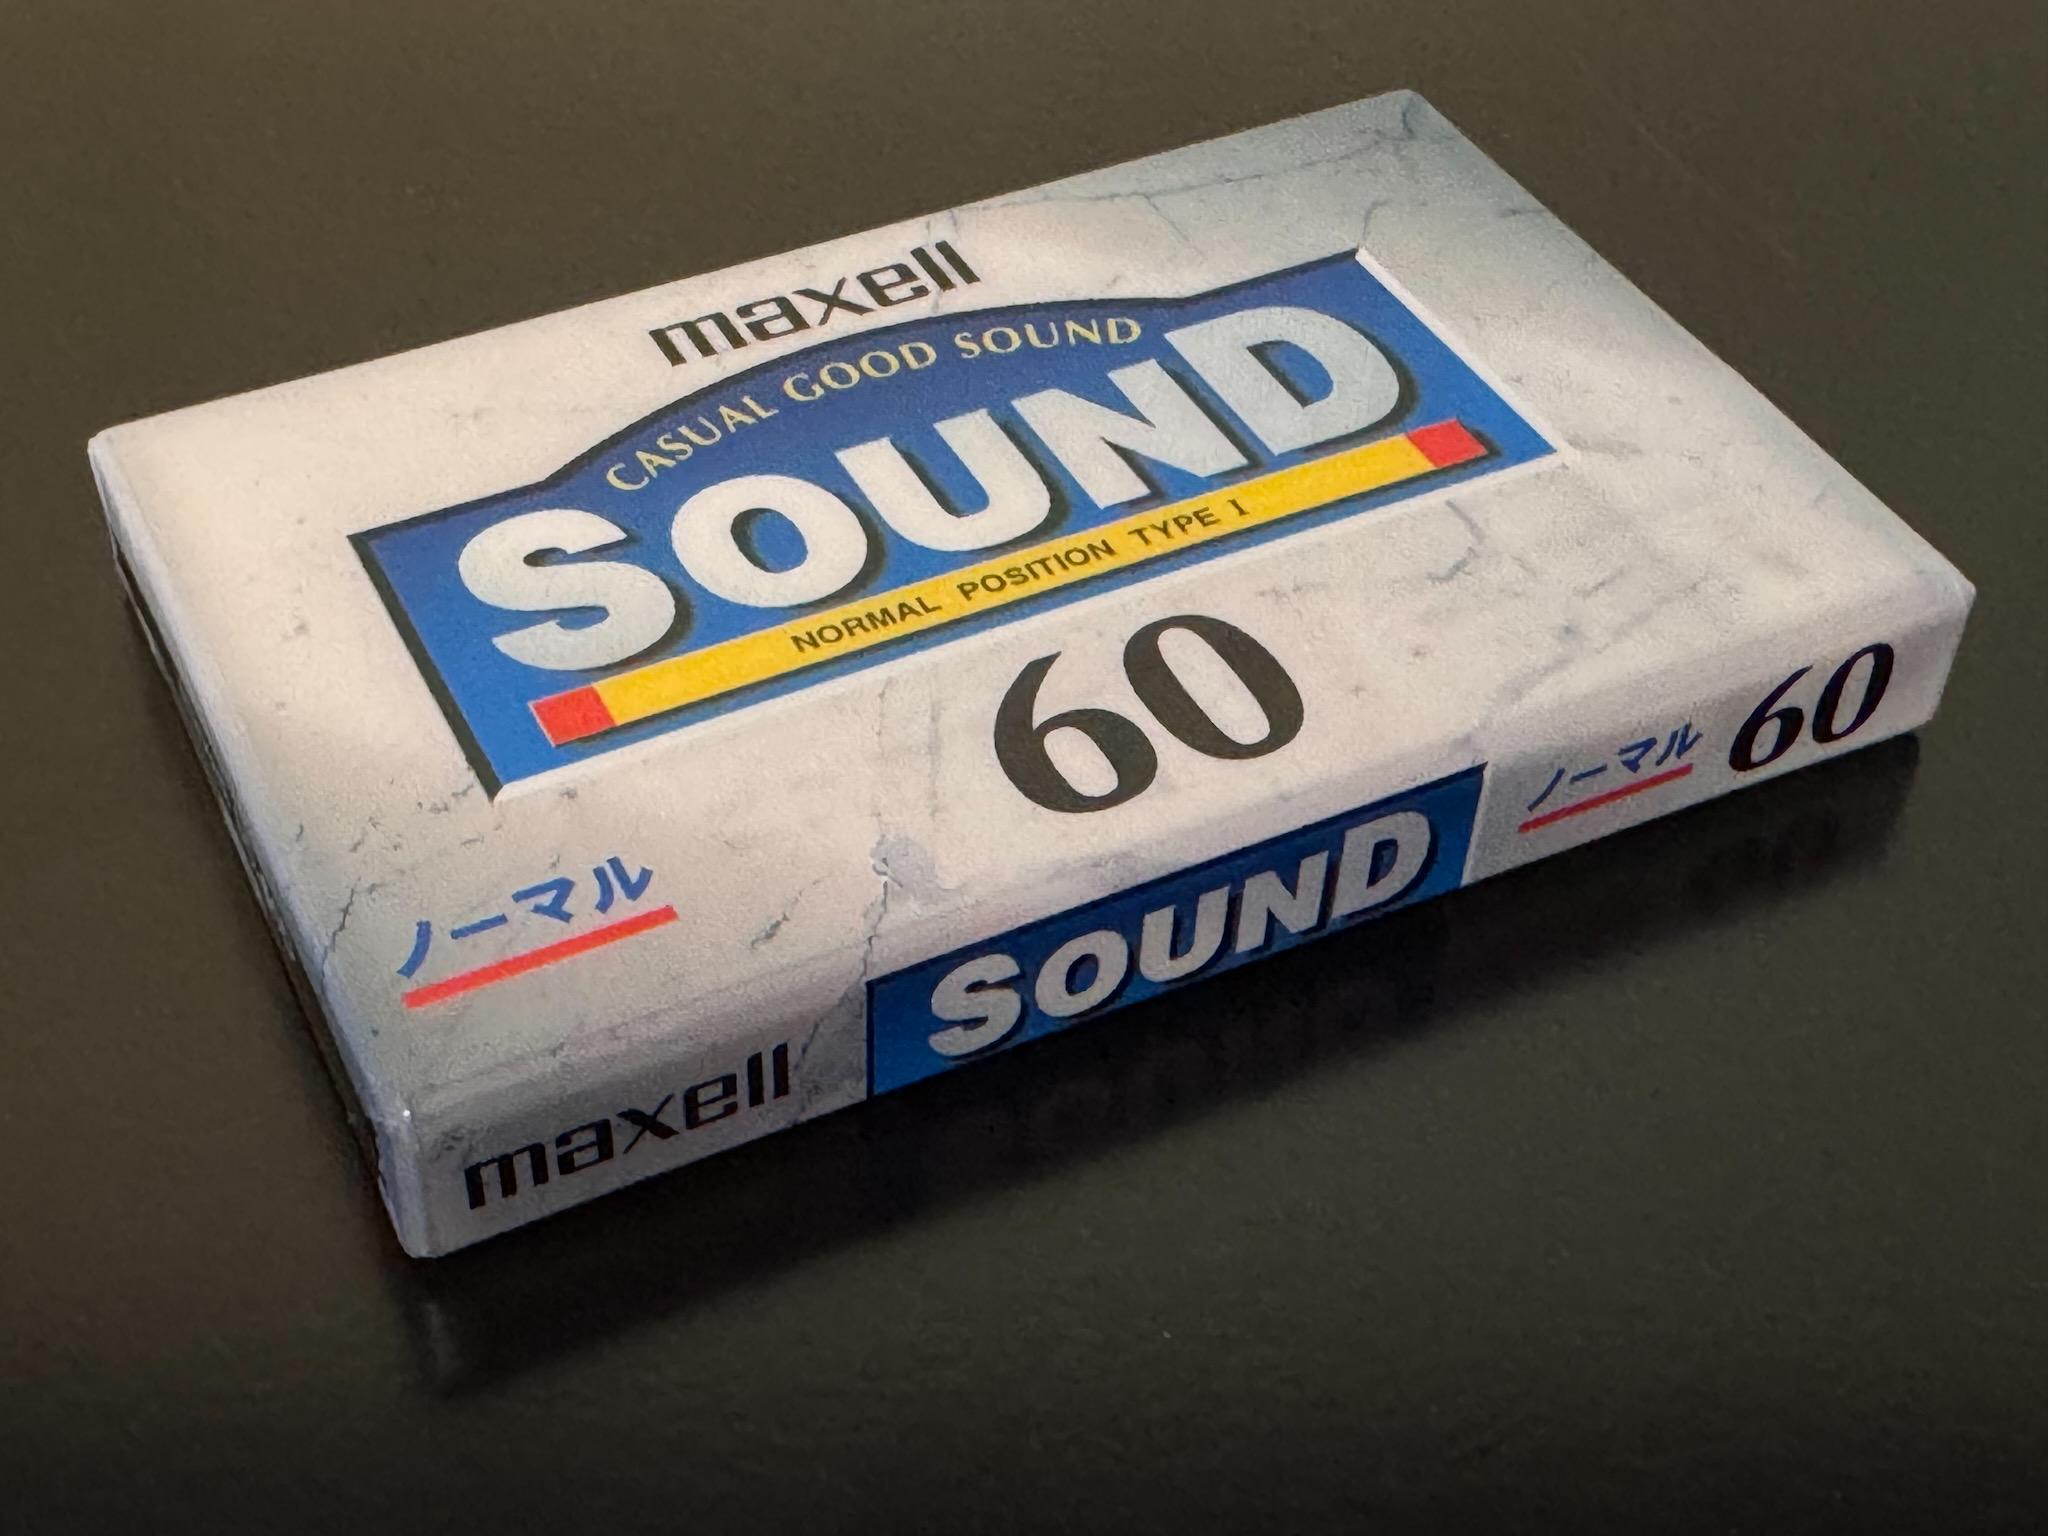 maxell
CASUAL GOOD SOUND
SOUND
NORMAL POSITION TYPE I
60
ノーマル
maxell
SOUND
ノーマル
60